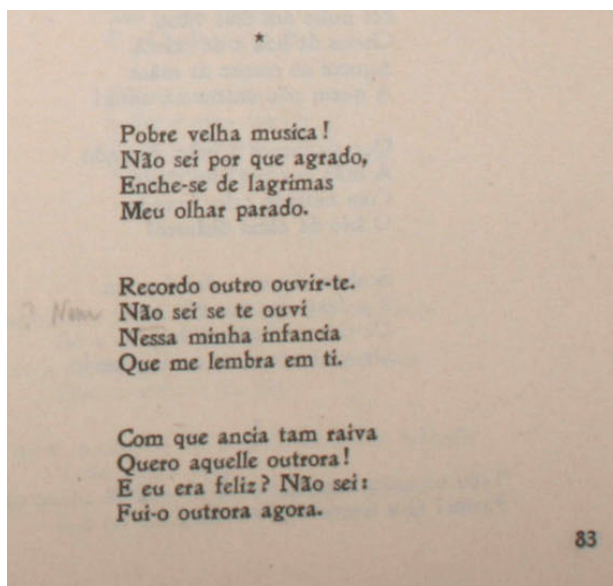 *
Pobre velha musica!
Não sei por que agrado,
Enche-se de lagrimas
Meu olhar parado.
Recordo outro ouvir-te.
? Nem Não sei se te ouvi
Nessa minha infancia
Que me lembra em ti.
Com que ancia tam raiva
Quero aquelle outrora!
E eu era feliz? Não sei:
Fui-o outrora agora.
83